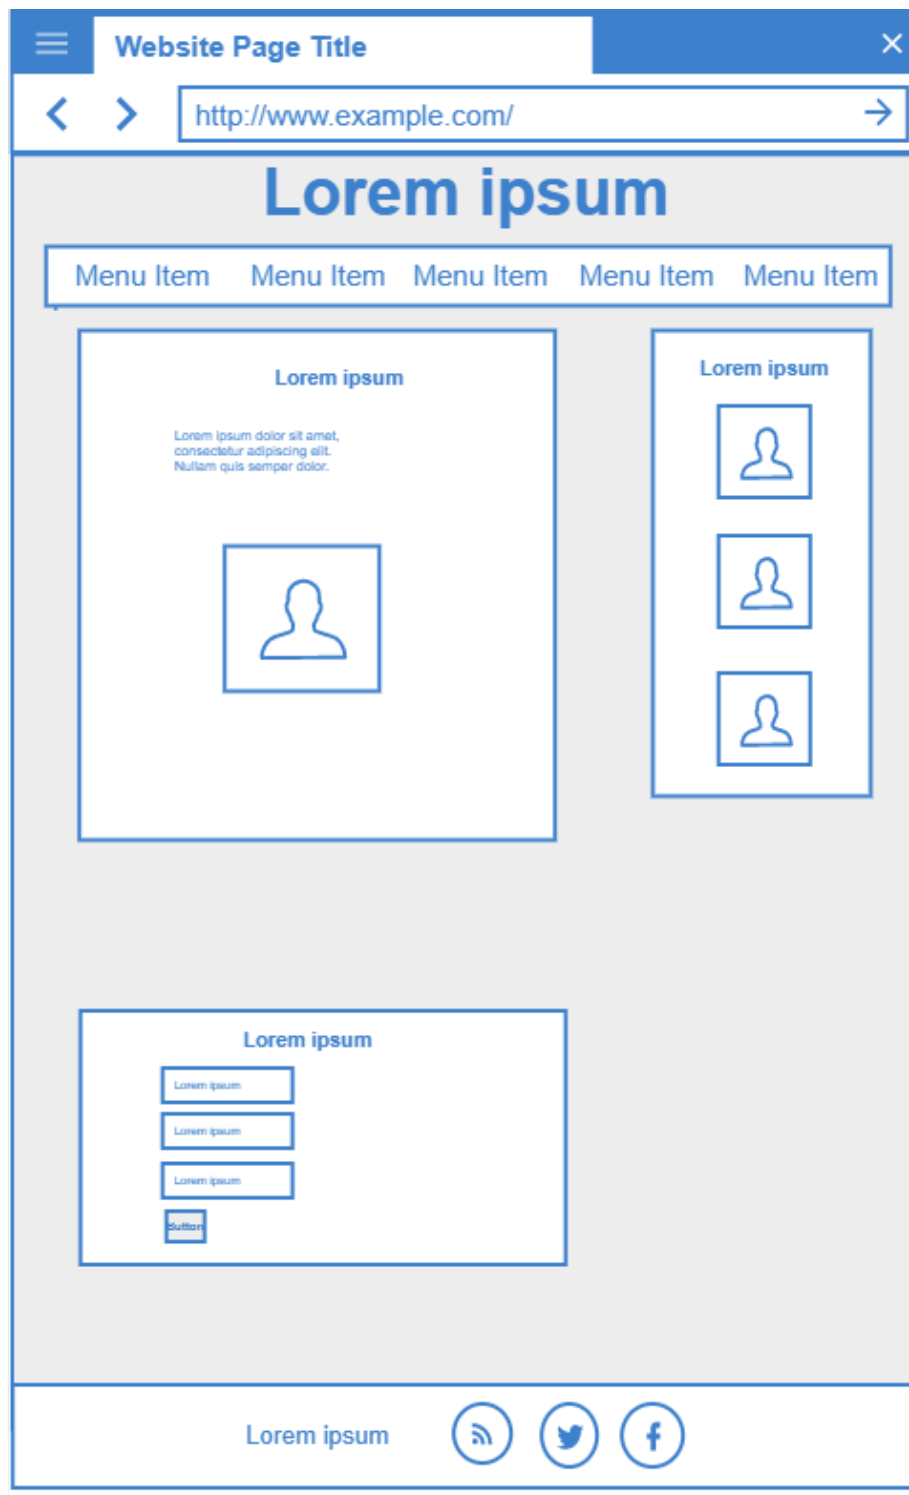 Website Page Title
http://www.example.com/
Lorem ipsum
Menu Item Menu Item Menu Item Menu Item Menu Item
Lorem ipsum
Lorem ipsum dolor sit amet,
consectetur adipiscing elit.
Nullam quis semper dolor.
Lorem ipsum
Lorem ipsum
Lorem ipsum
Lorem ipsum
Lorem ipsum
Button
Lorem ipsum